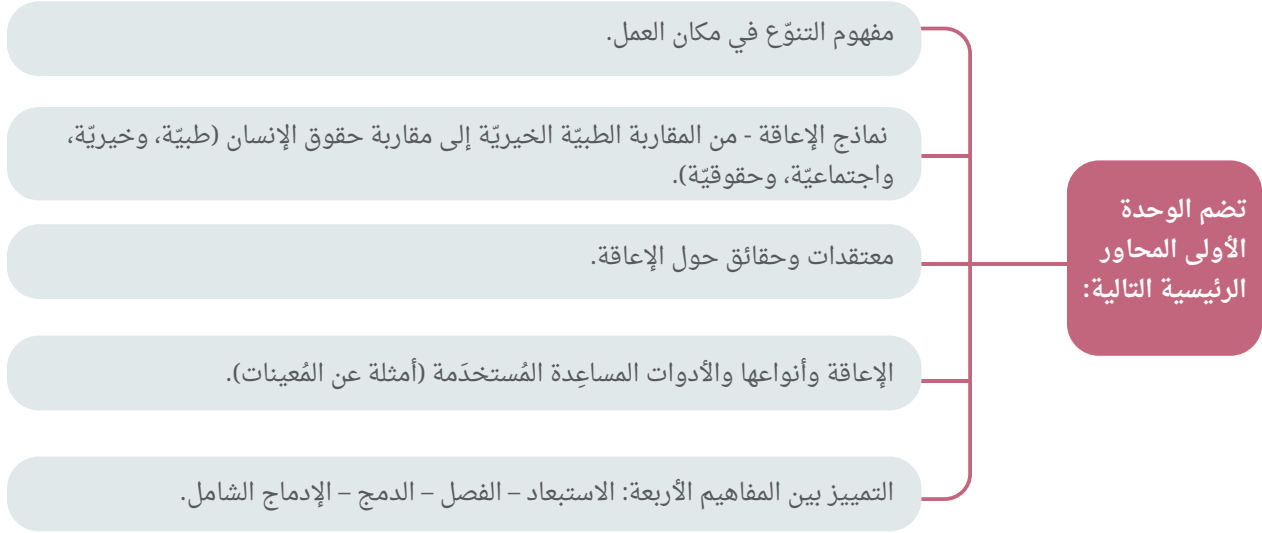 تضم الوحدة
الأولى المحاور
الرئيسية التالية:
مفهوم التنوّع في مكان العمل.
نماذج الإعاقة - من المقاربة الطبيّة الخيريّة إلى مقاربة حقوق الإنسان (طبيّة، وخيريّة،
واجتماعيّة، وحقوقيّة).
معتقدات وحقائق حول الإعاقة.
الإعاقة وأنواعها والأدوات المساعِدة المُستخدَمة (أمثلة عن المُعينات).
التمييز بين المفاهيم الأربعة: الاستبعاد – الفصل – الدمج – الإدماج الشامل.